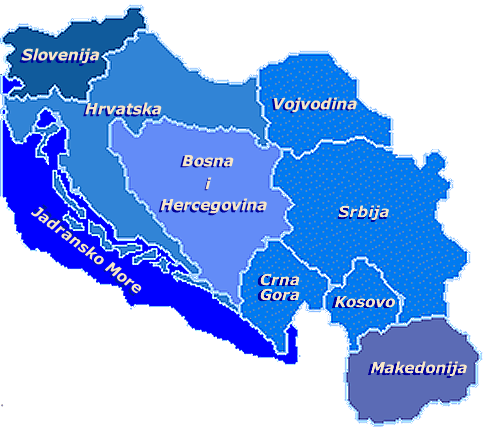 Slovenija
Hrvatska
Vojvodina
Bosna
i
Hercegovina
Srbija
Jadransko More
Crna
Gora
Kosovo
Makedonija